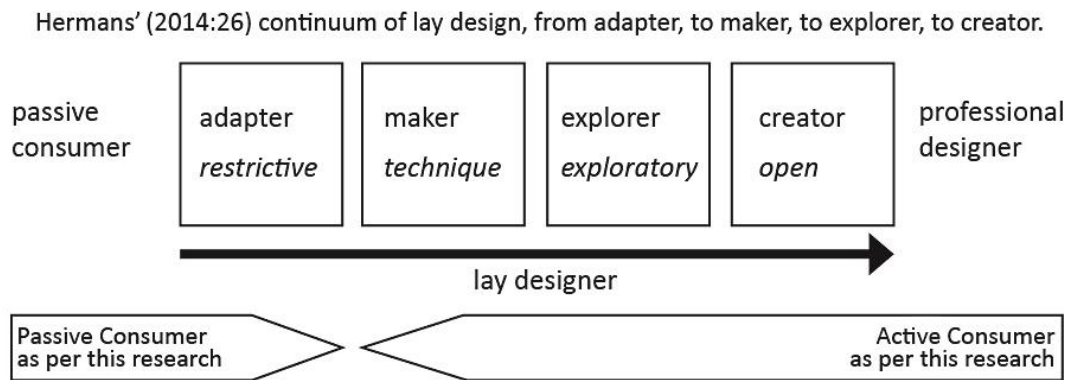 Hermans’ (2014:26) continuum of lay design, from adapter, to maker, to explorer, to creator.
passive
consumer
adapter
restrictive
maker
technique
explorer
exploratory
creator
open
professional
designer
lay designer
Passive Consumer
as per this research
Active Consumer
as per this research